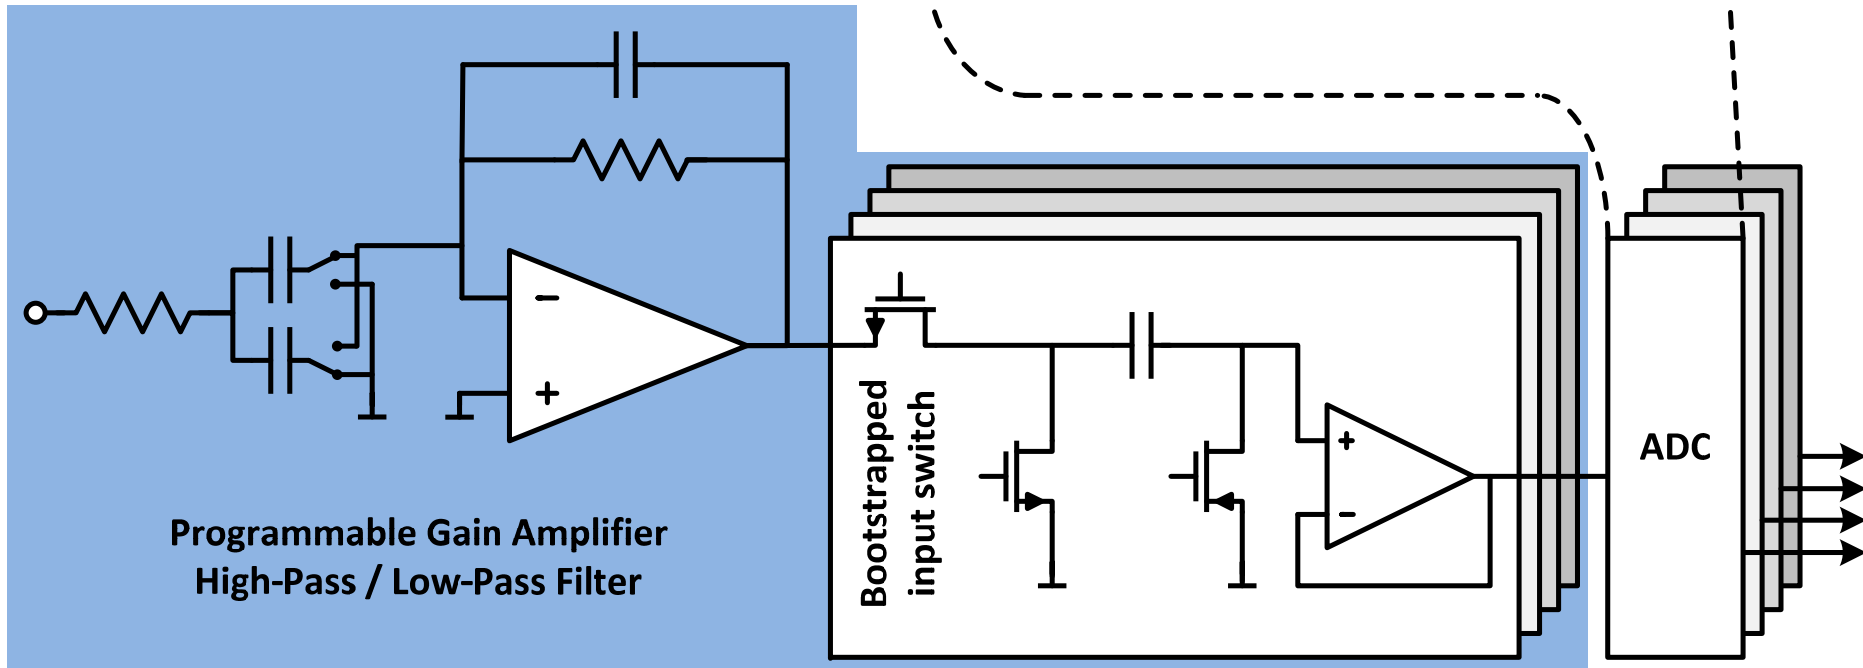 Programmable Gain Amplifier
High-Pass / Low-Pass Filter
Bootstrapped
input switch
ADC